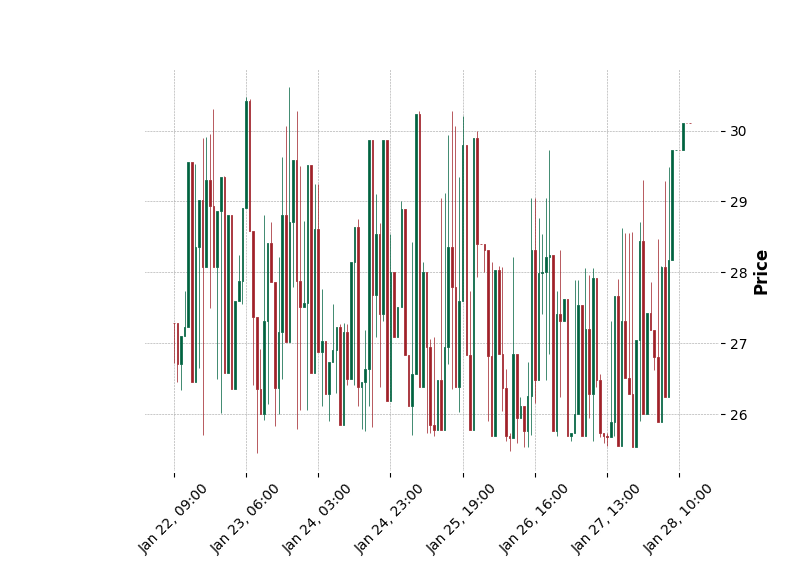 30
29
28
27
26
Price
Jan 22, 09:00
Jan 23, 06:00
Jan 24, 03:00
Jan 24, 23:00
Jan 25, 19:00
Jan 26, 16:00
Jan 27, 13:00
Jan 28, 10:00